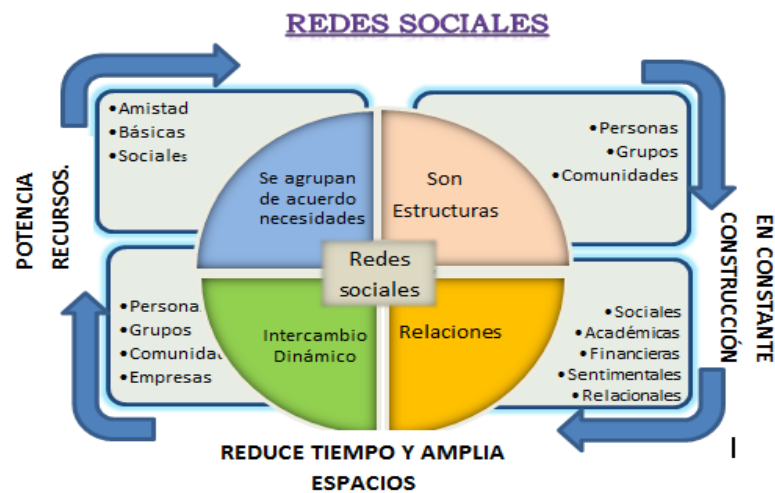 REDES SOCIALES
•Amistad
•Básicas
•Sociales
Se agrupan
de acuerdo
necesidades
Son
Estructuras
•Personas
•Grupos
•Comunidades
POTENCIA
RECURSOS.
EN CONSTANTE
CONSTRUCCIÓN
Redes
sociales
•Persona
•Grupos
•Comunida
•Empresas
Intercambio
Dinámico
Relaciones
•Sociales
•Académicas
•Financieras
•Sentimentales
•Relacionales
REDUCE TIEMPO Y AMPLIA
ESPACIOS